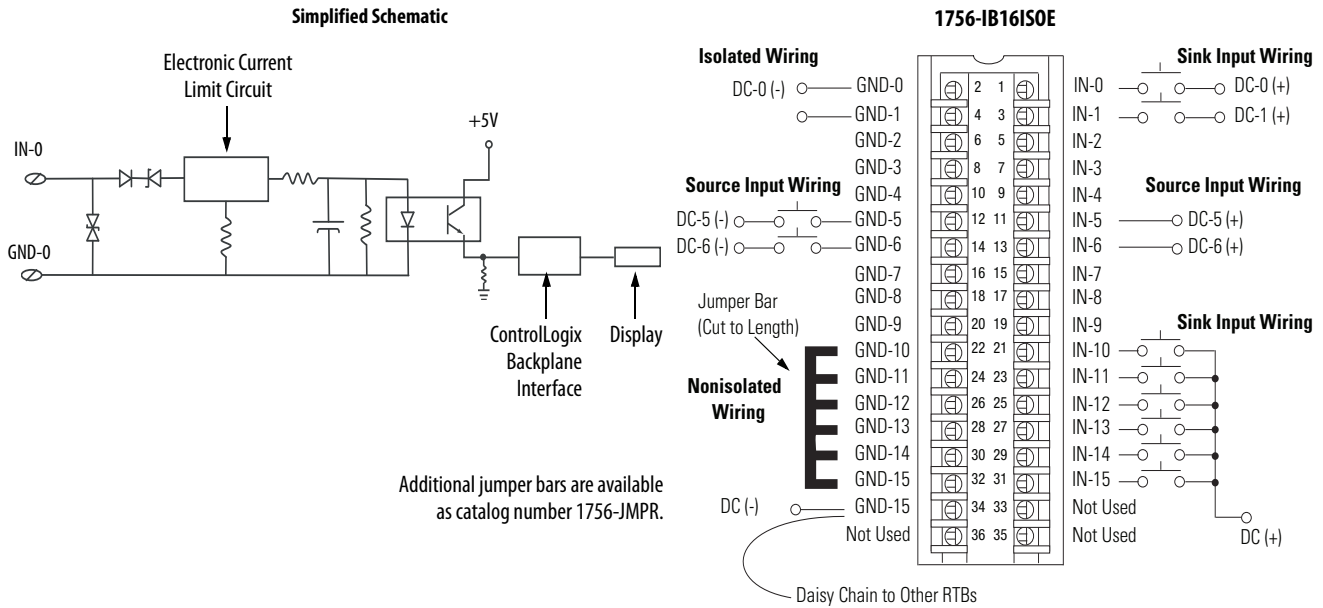 Simplified Schematic
Electronic Current
Limit Circuit
+5V
IN-0
GND-0
ControlLogix
Backplane
Interface
Display
Additional jumper bars are available
as catalog number 1756-JMPR.
1756-IB16ISOE
Isolated Wiring
Sink Input Wiring
DC-0 (-) GND-0 2 1 IN-0 DC-0 (+)
GND-1 4 3 IN-1 DC-1 (+)
GND-2 6 5 IN-2
GND-3 8 7 IN-3
Source Input Wiring
GND-4 10 9 IN-4
Source Input Wiring
DC-5 (-) GND-5 12 11 IN-5 DC-5 (+)
DC-6 (-) GND-6 14 13 IN-6 DC-6 (+)
GND-7 16 15 IN-7
GND-8 18 17 IN-8
Jumper Bar
(Cut to Length)
GND-9 20 19 IN-9
Sink Input Wiring
GND-10 22 21 IN-10
GND-11 24 23 IN-11
Nonisolated
Wiring
GND-12 26 25 IN-12
GND-13 28 27 IN-13
GND-14 30 29 IN-14
GND-15 32 31 IN-15
DC (-) GND-15 34 33 Not Used
Not Used 36 35 Not Used
DC (+)
Daisy Chain to Other RTBs